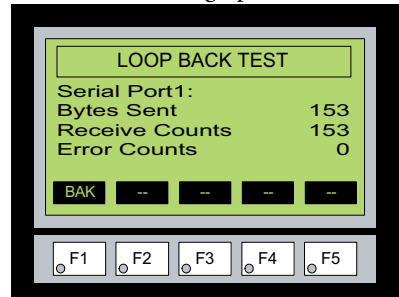 LOOP BACK TEST
Serial Port1:
Bytes Sent 153
Receive Counts 153
Error Counts 0
BAK -- -- -- --
F1 F2 F3 F4 F5